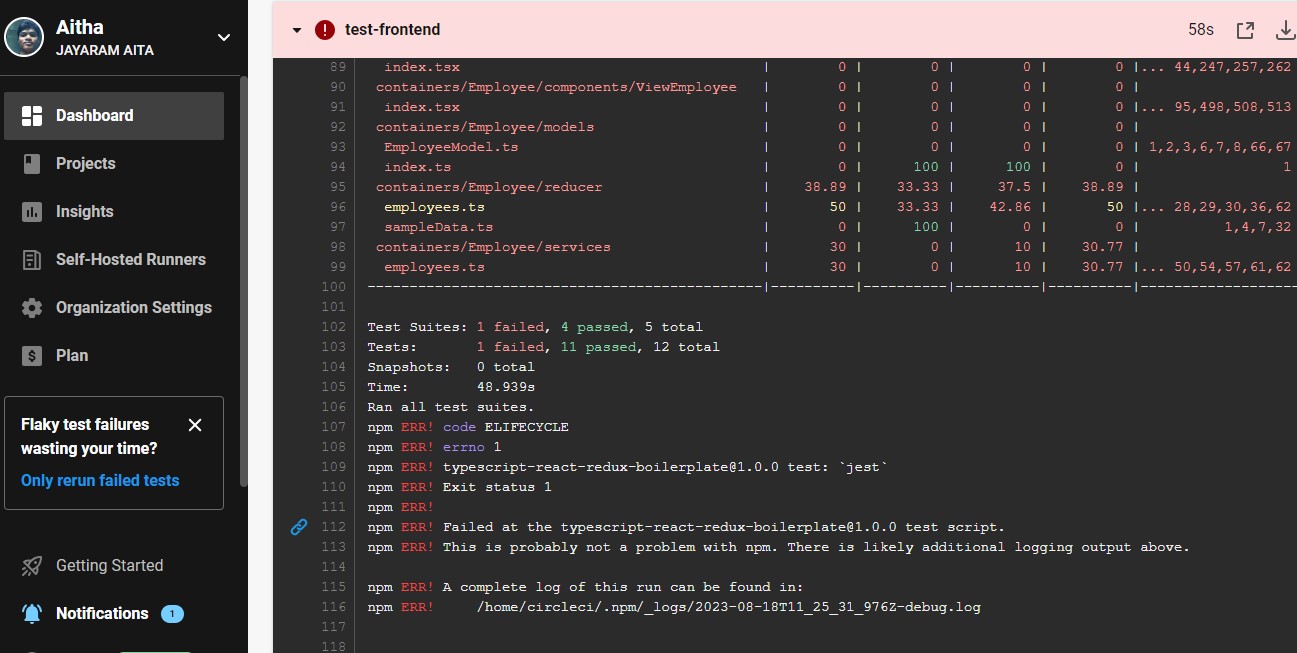 Aitha
JAYARAM AITA
Dashboard
Projects
Insights
Self-Hosted Runners
Organization Settings
Plan
Flaky test failures
wasting your time?
Only rerun failed tests
Getting Started
Notifications 1
test-frontend 58s
89 index.tsx | 0 | 0 | 0 | 0 |... 44,247,257,262
90 containers/Employee/components/ViewEmployee | 0 | 0 | 0 | 0 |
91 index.tsx | 0 | 0 | 0 | 0 |... 95,498,508,513
92 containers/Employee/models | 0 | 0 | 0 | 0 |
93 EmployeeModel.ts | 0 | 0 | 0 | 0 | 1,2,3,6,7,8,66,67
94 index.ts | 0 | 100 | 100 | 0 | 1
95 containers/Employee/reducer | 38.89 | 33.33 | 37.5 | 38.89 |
96 employees.ts | 50 | 33.33 | 42.86 | 50 |... 28,29,30,36,62
97 sampleData.ts | 0 | 100 | 0 | 0 | 1,4,7,32
98 containers/Employee/services | 30 | 0 | 10 | 30.77 |
99 employees.ts | 30 | 0 | 10 | 30.77 |... 50,54,57,61,62
100 -----------------------------------------------|----------|----------|----------|----------|-------------------
101
102 Test Suites: 1 failed, 4 passed, 5 total
103 Tests: 1 failed, 11 passed, 12 total
104 Snapshots: 0 total
105 Time: 48.939s
106 Ran all test suites.
107 npm ERR! code ELIFECYCLE
108 npm ERR! errno 1
109 npm ERR! typescript-react-redux-boilerplate@1.0.0 test: `jest`
110 npm ERR! Exit status 1
111 npm ERR!
112 npm ERR! Failed at the typescript-react-redux-boilerplate@1.0.0 test script.
113 npm ERR! This is probably not a problem with npm. There is likely additional logging output above.
114
115 npm ERR! A complete log of this run can be found in:
116 npm ERR! /home/circleci/.npm/_logs/2023-08-18T11_25_31_976Z-debug.log
117
118